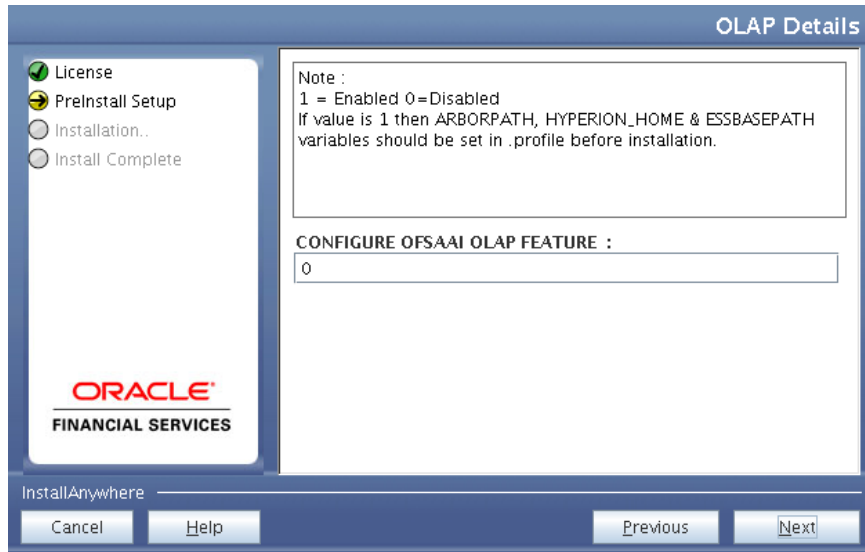 OLAP Details
License
PreInstall Setup
Installation..
Install Complete
Note :
1 = Enabled 0=Disabled
If value is 1 then ARBORPATH, HYPERION_HOME & ESSBASEPATH
variables should be set in .profile before installation.
CONFIGURE OFSAAI OLAP FEATURE :
0
ORACLE
FINANCIAL SERVICES
InstallAnywhere
Cancel
Help
Previous
Next